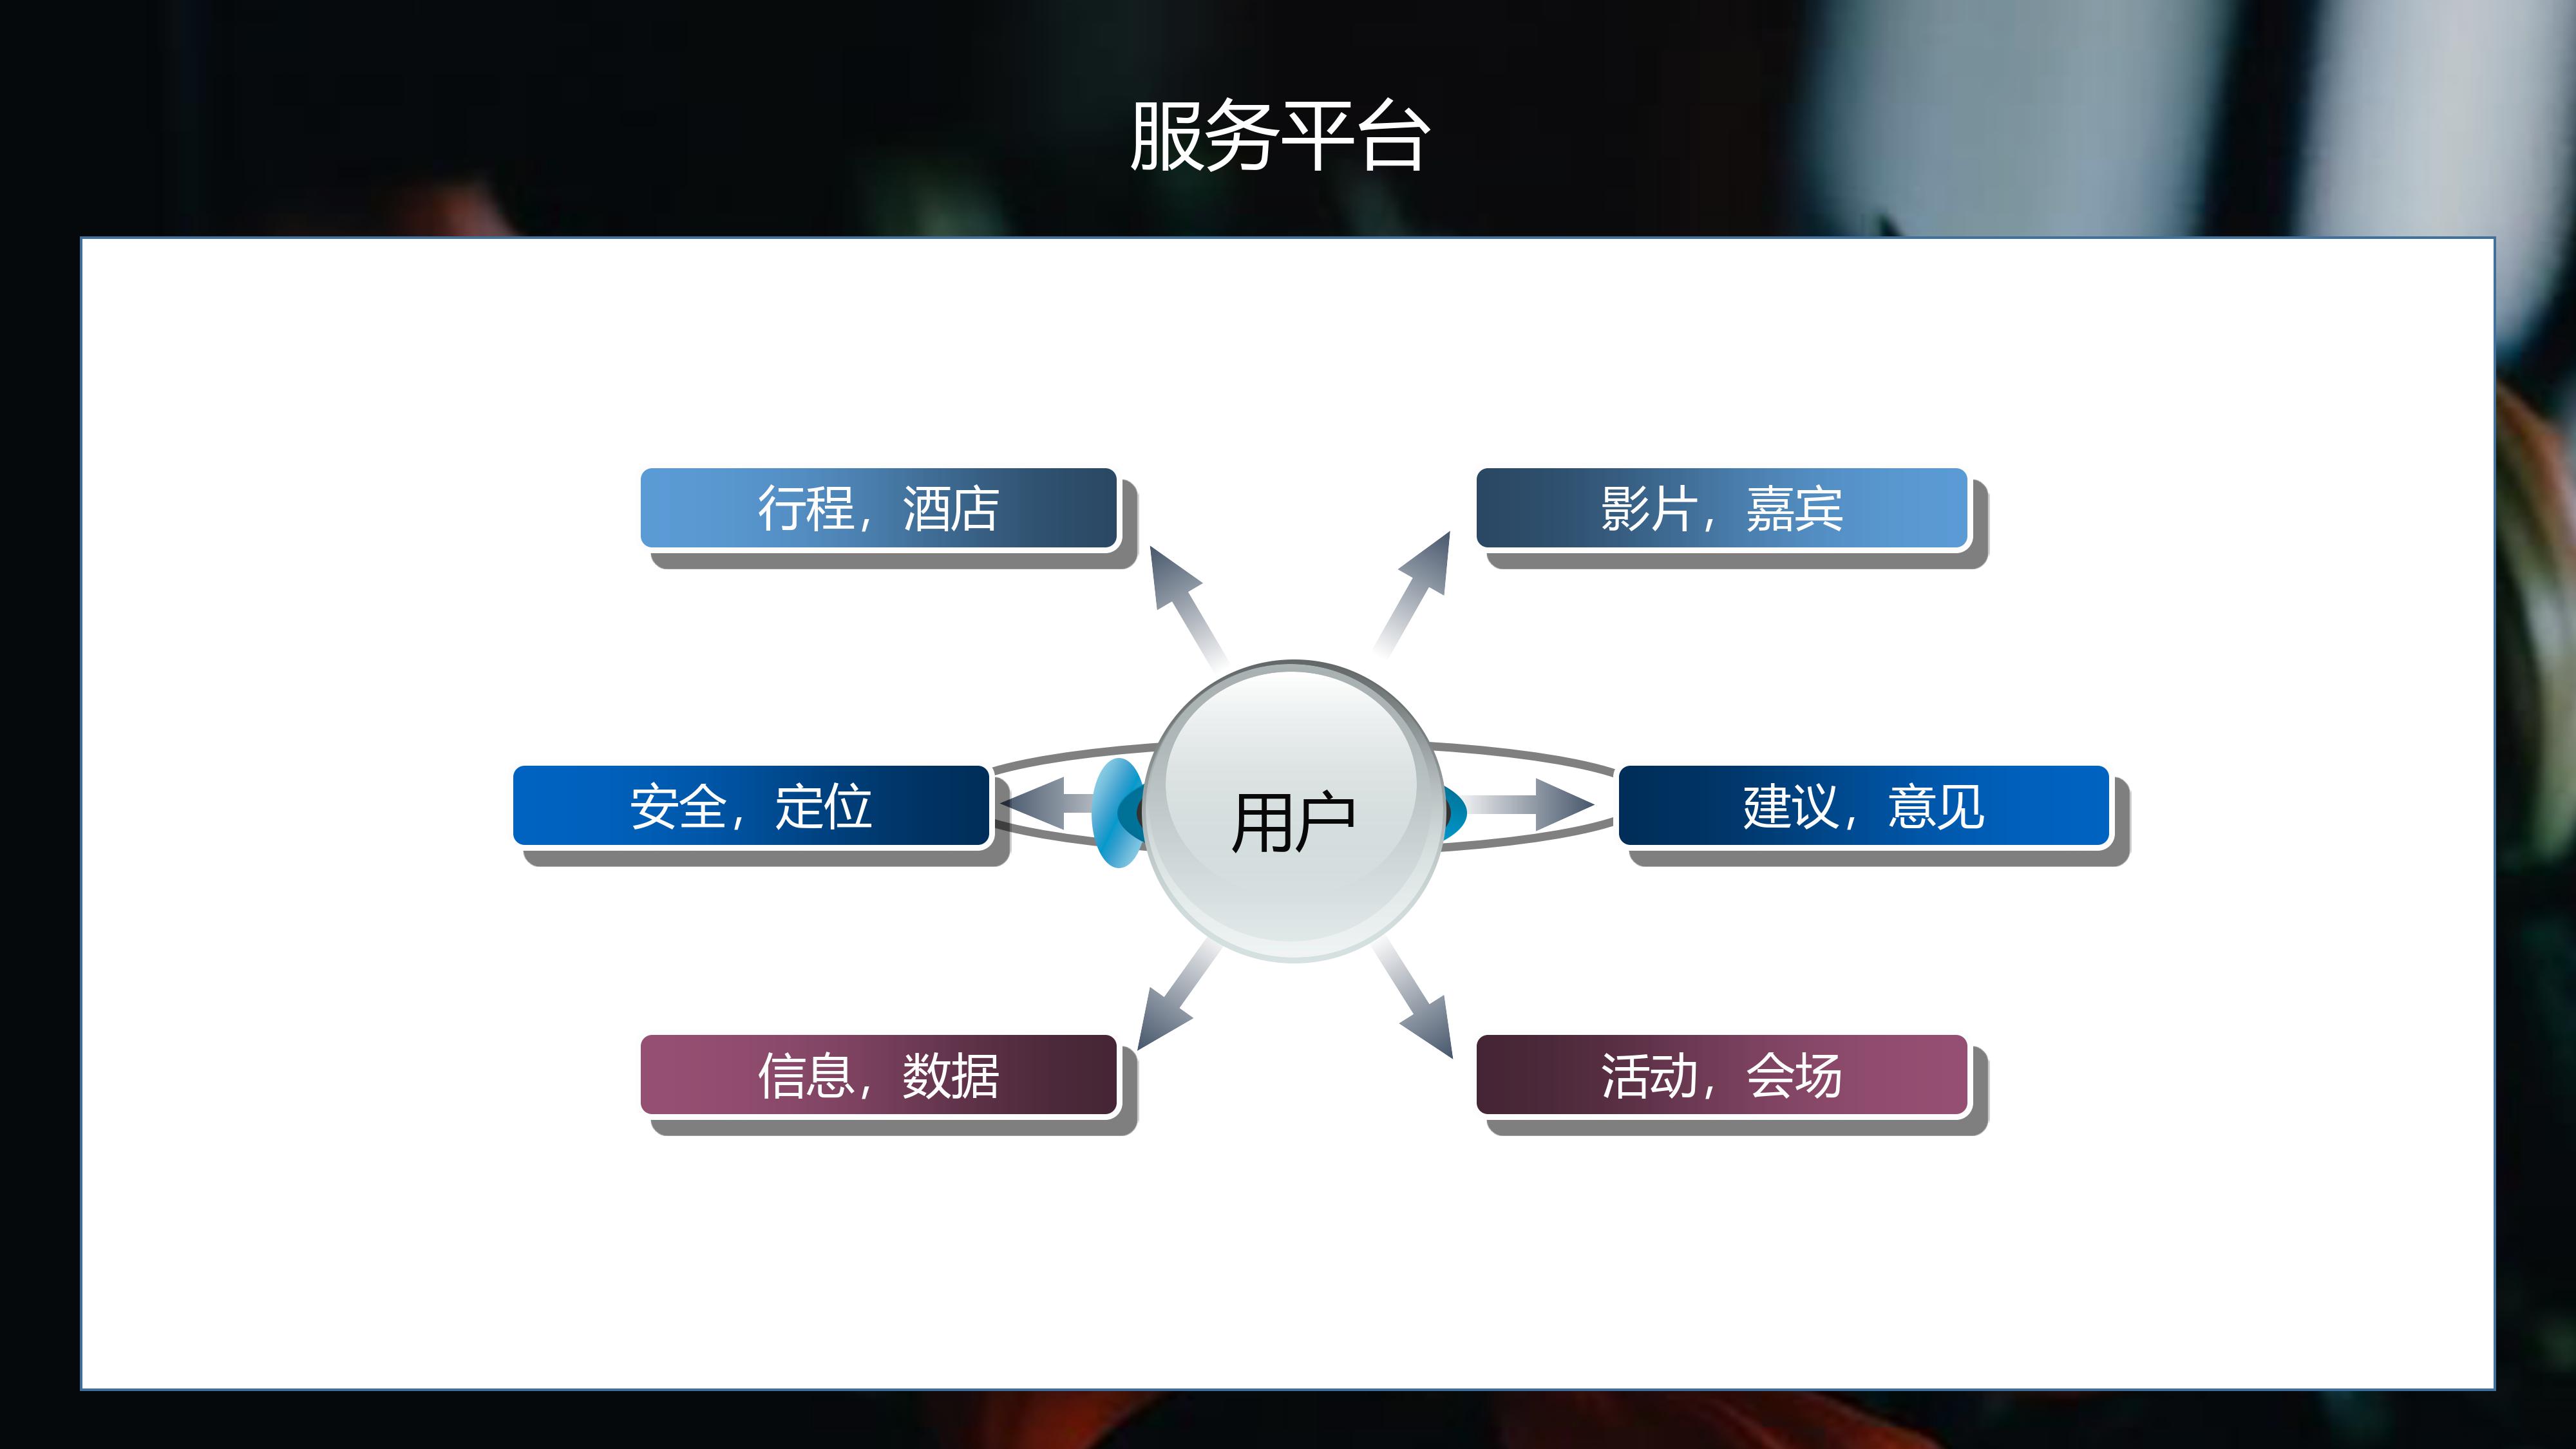 服务平台
行程，酒店
影片，嘉宾
安全，定位
用户
建议，意见
信息，数据
活动，会场